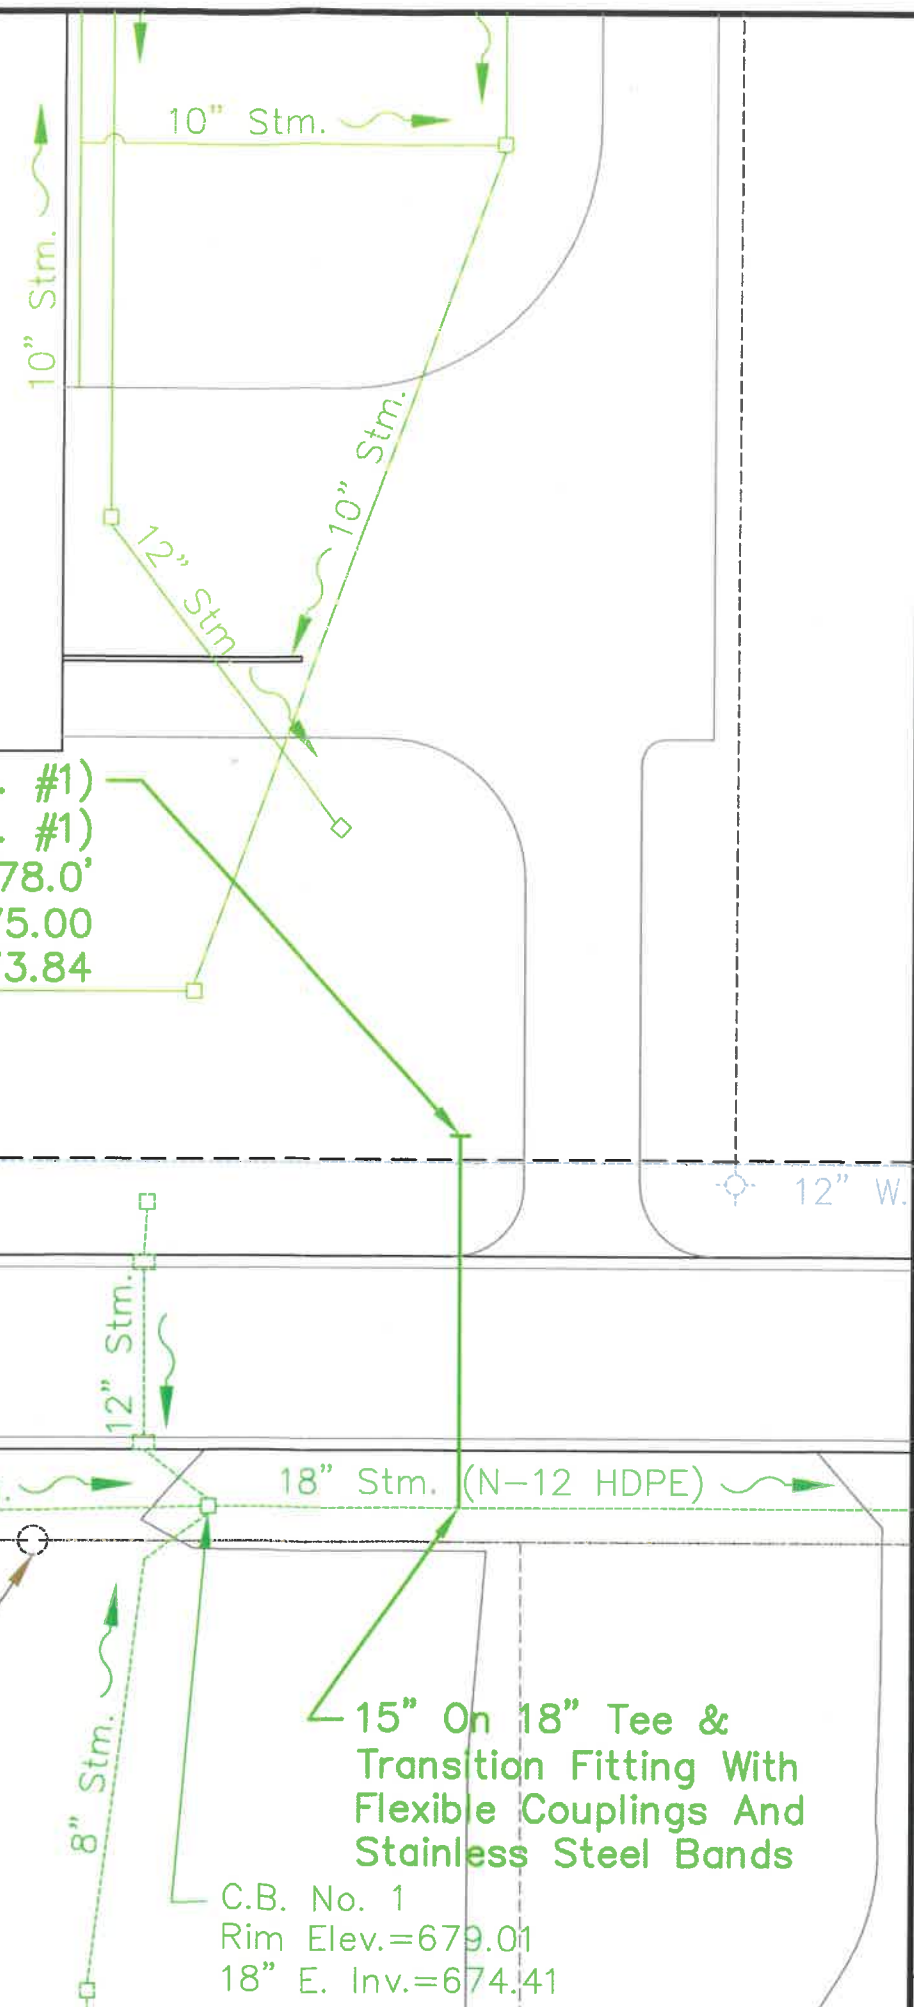 10" Stm.
10" Stm.
10" Stm.
12" Stm.
. #1)
. #1)
78.0'
75.00
73.84
12" W.
12" Stm.
18" Stm. (N-12 HDPE)
8" Stm.
15" On 18" Tee &
Transition Fitting With
Flexible Couplings And
Stainless Steel Bands
C.B. No. 1
Rim Elev.=679.01
18" E. Inv.=674.41